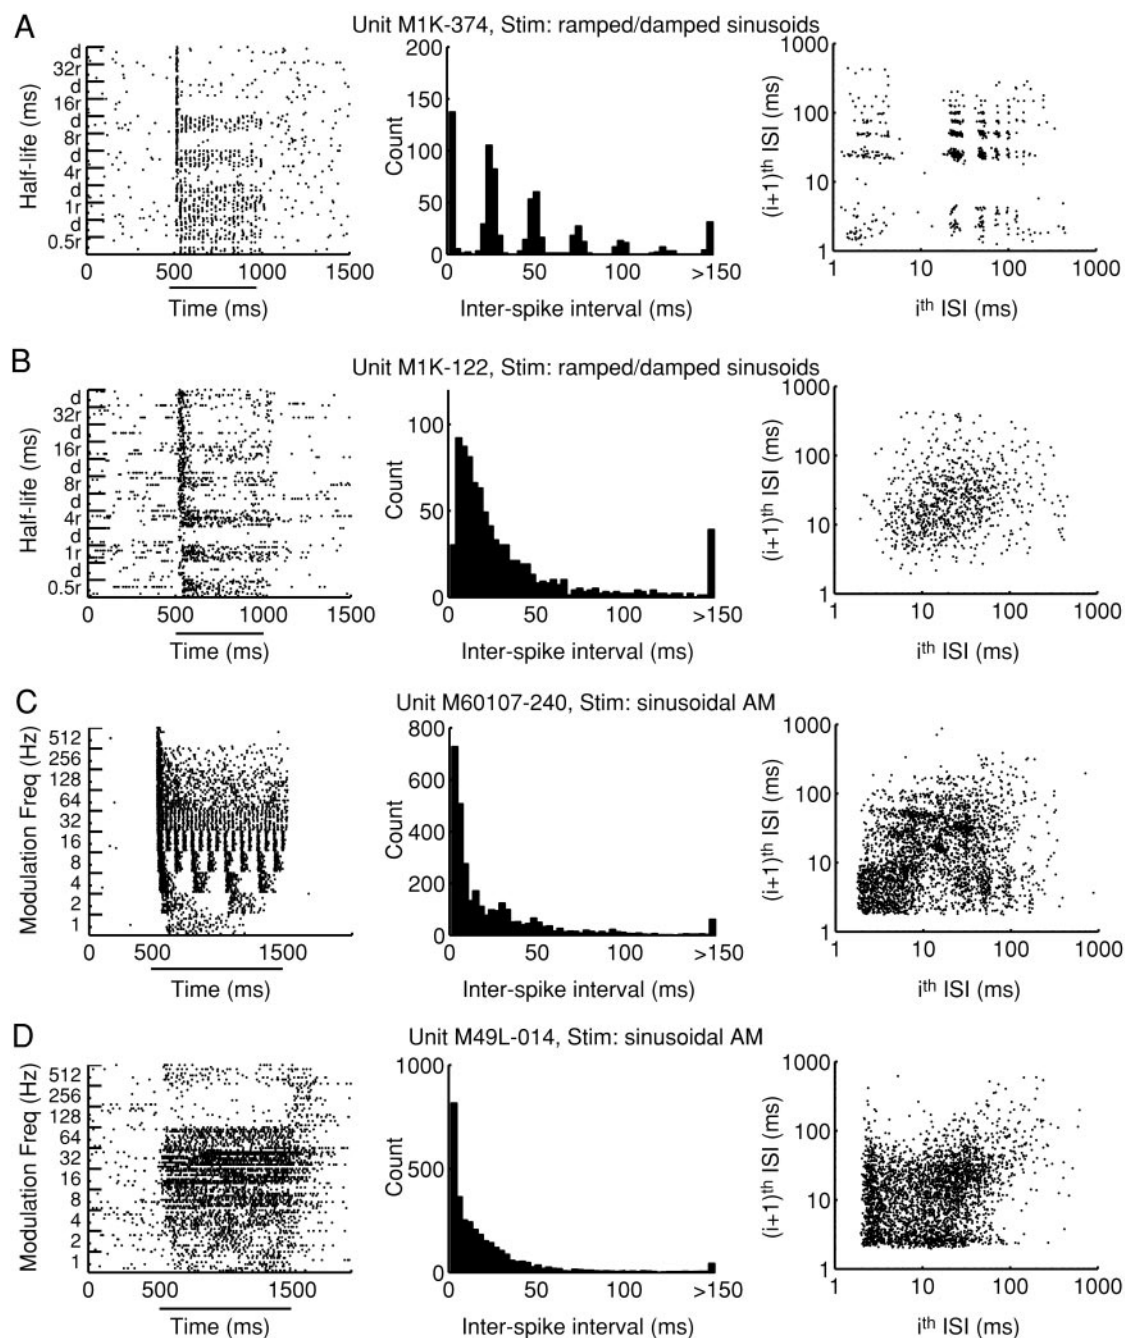 A
Unit M1K-374, Stim: ramped/damped sinusoids
Half-life (ms)
d
32r
d
16r
d
8r
d
4r
d
1r
d
0.5r
0 500 1000 1500
Time (ms)
Count
200
150
100
50
0
0 50 100 >150
Inter-spike interval (ms)
(i+1)th ISI (ms)
1000
100
10
1
1 10 100 1000
ith ISI (ms)
B
Unit M1K-122, Stim: ramped/damped sinusoids
Half-life (ms)
d
32r
d
16r
d
8r
d
4r
d
1r
d
0.5r
0 500 1000 1500
Time (ms)
Count
100
50
0
0 50 100 >150
Inter-spike interval (ms)
(i+1)th ISI (ms)
1000
100
10
1
1 10 100 1000
ith ISI (ms)
C
Unit M60107-240, Stim: sinusoidal AM
Modulation Freq (Hz)
512
256
128
64
32
16
8
4
2
1
0 500 1500
Time (ms)
Count
800
600
400
200
0
0 50 100 >150
Inter-spike interval (ms)
(i+1)th ISI (ms)
1000
100
10
1
1 10 100 1000
ith ISI (ms)
D
Unit M49L-014, Stim: sinusoidal AM
Modulation Freq (Hz)
512
256
128
64
32
16
8
4
2
1
0 500 1500
Time (ms)
Count
1000
500
0
0 50 100 >150
Inter-spike interval (ms)
(i+1)th ISI (ms)
1000
100
10
1
1 10 100 1000
ith ISI (ms)